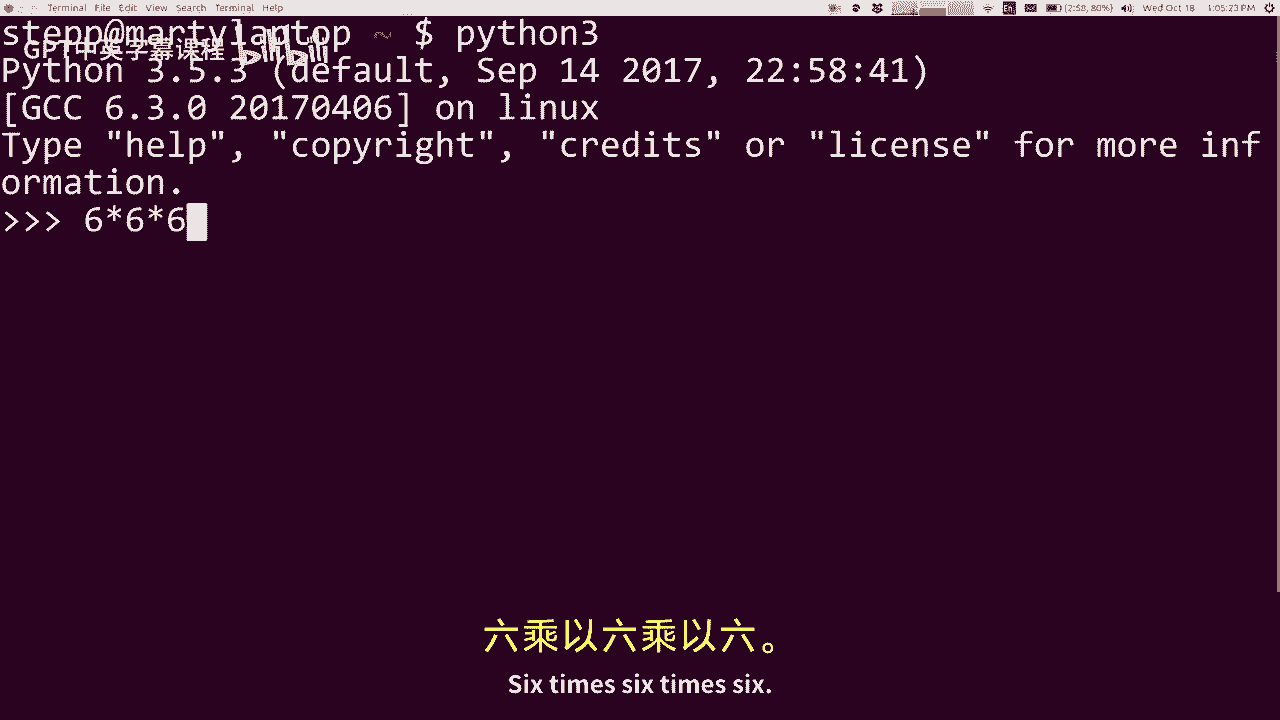 Terminal File Edit View Search Terminal Help
(2:58, 80%) Wed Oct 18 1:05:23 PM
stepp@martylaptop ~ $ python3
GPT中英字幕课程 bilibili
Python 3.5.3 (default, Sep 14 2017, 22:58:41)
[GCC 6.3.0 20170406] on linux
Type "help", "copyright", "credits" or "license" for more inf
ormation.
>>> 6*6*6
六乘以六乘以六。
Six times six times six.